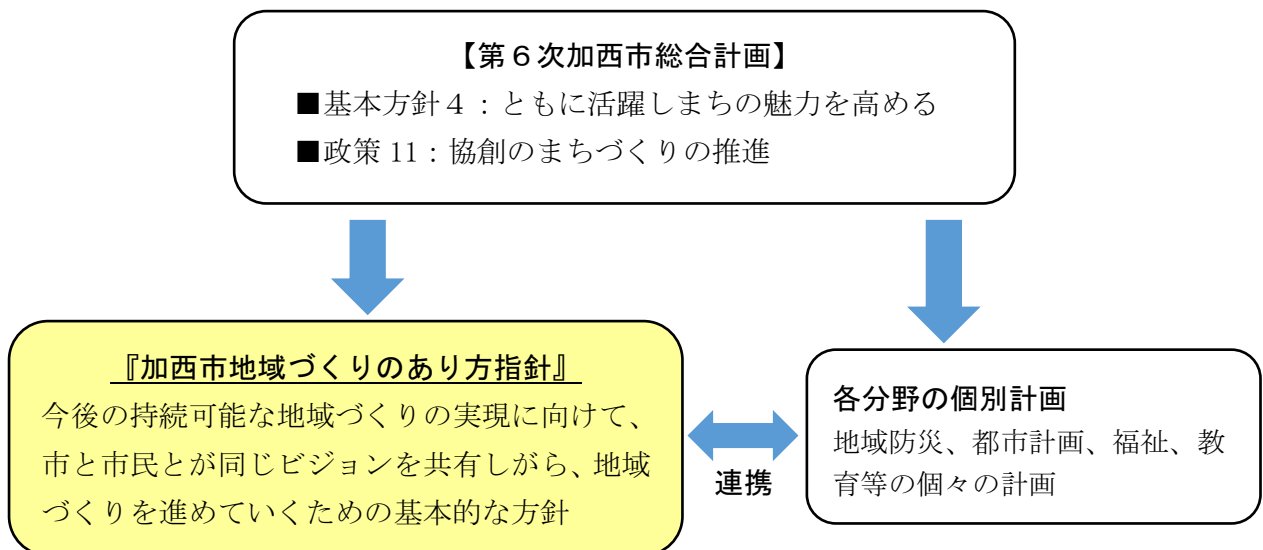 【第６次加西市総合計画】
■基本方針４：ともに活躍しまちの魅力を高める
■政策 11：協創のまちづくりの推進
『加西市地域づくりのあり方指針』
今後の持続可能な地域づくりの実現に向けて、
市と市民とが同じビジョンを共有しがら、地域
づくりを進めていくための基本的な方針
連携
各分野の個別計画
地域防災、都市計画、福祉、教
育等の個々の計画